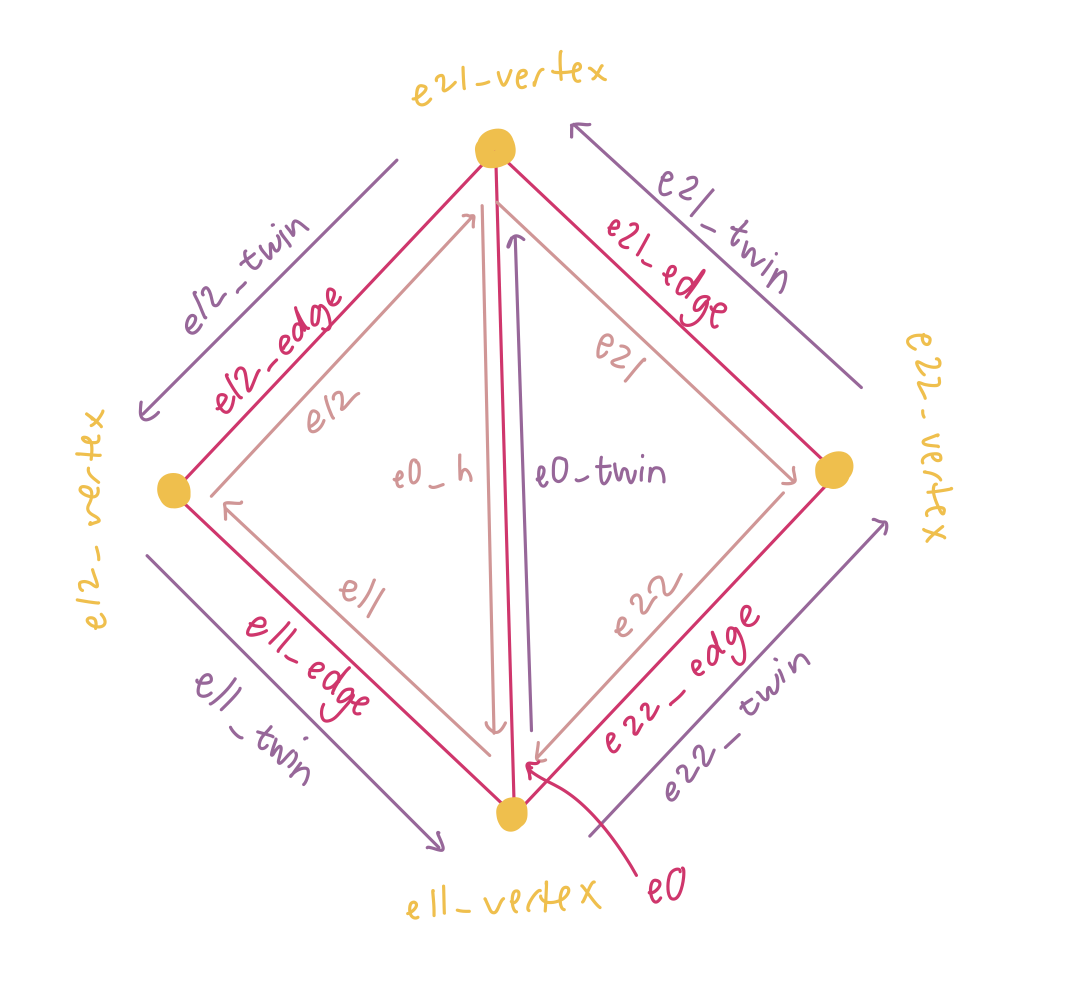 e21_vertex
e12_twin
e21_twin
e12_edge
e21_edge
e12
e21
e12_vertex
e0_h
e0_twin
e22_vertex
e11
e22
e11_edge
e22_edge
e11_twin
e22_twin
e11_vertex
e0